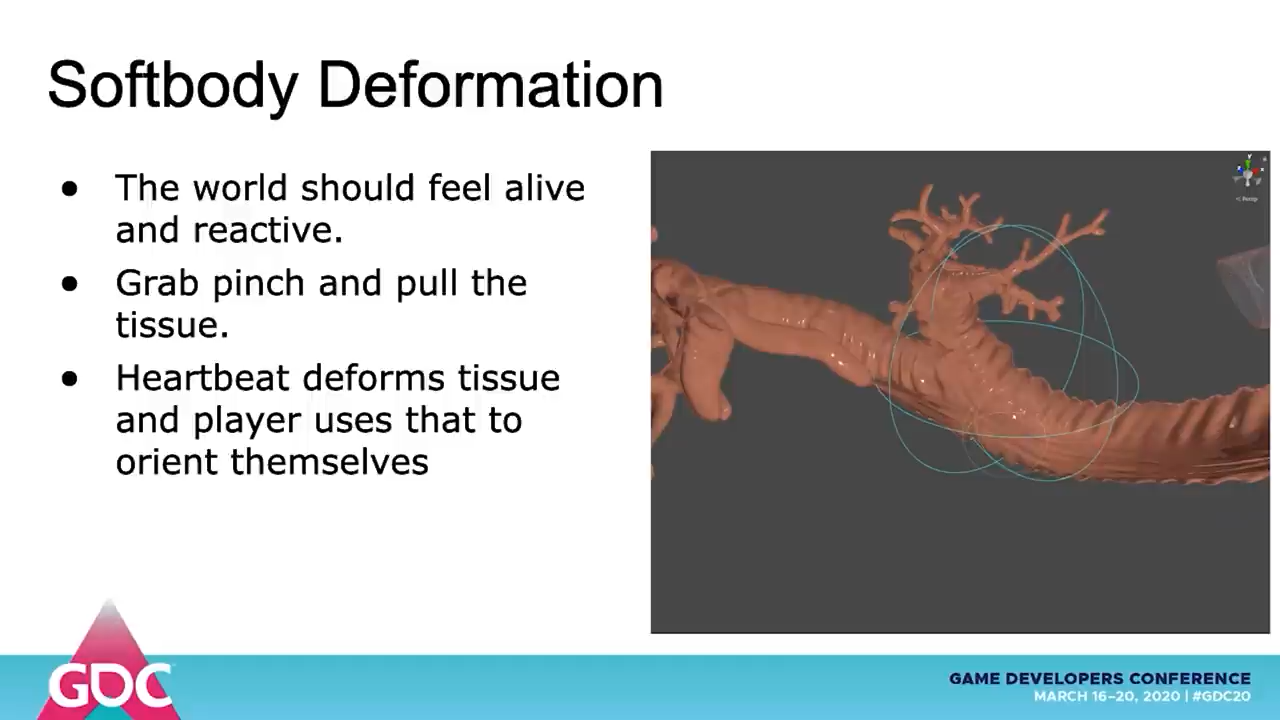 Softbody Deformation
● The world should feel alive
and reactive.
● Grab pinch and pull the
tissue.
● Heartbeat deforms tissue
and player uses that to
orient themselves
Y
X
Z
< Persp
GDC
GAME DEVELOPERS CONFERENCE
MARCH 16–20, 2020 | #GDC20